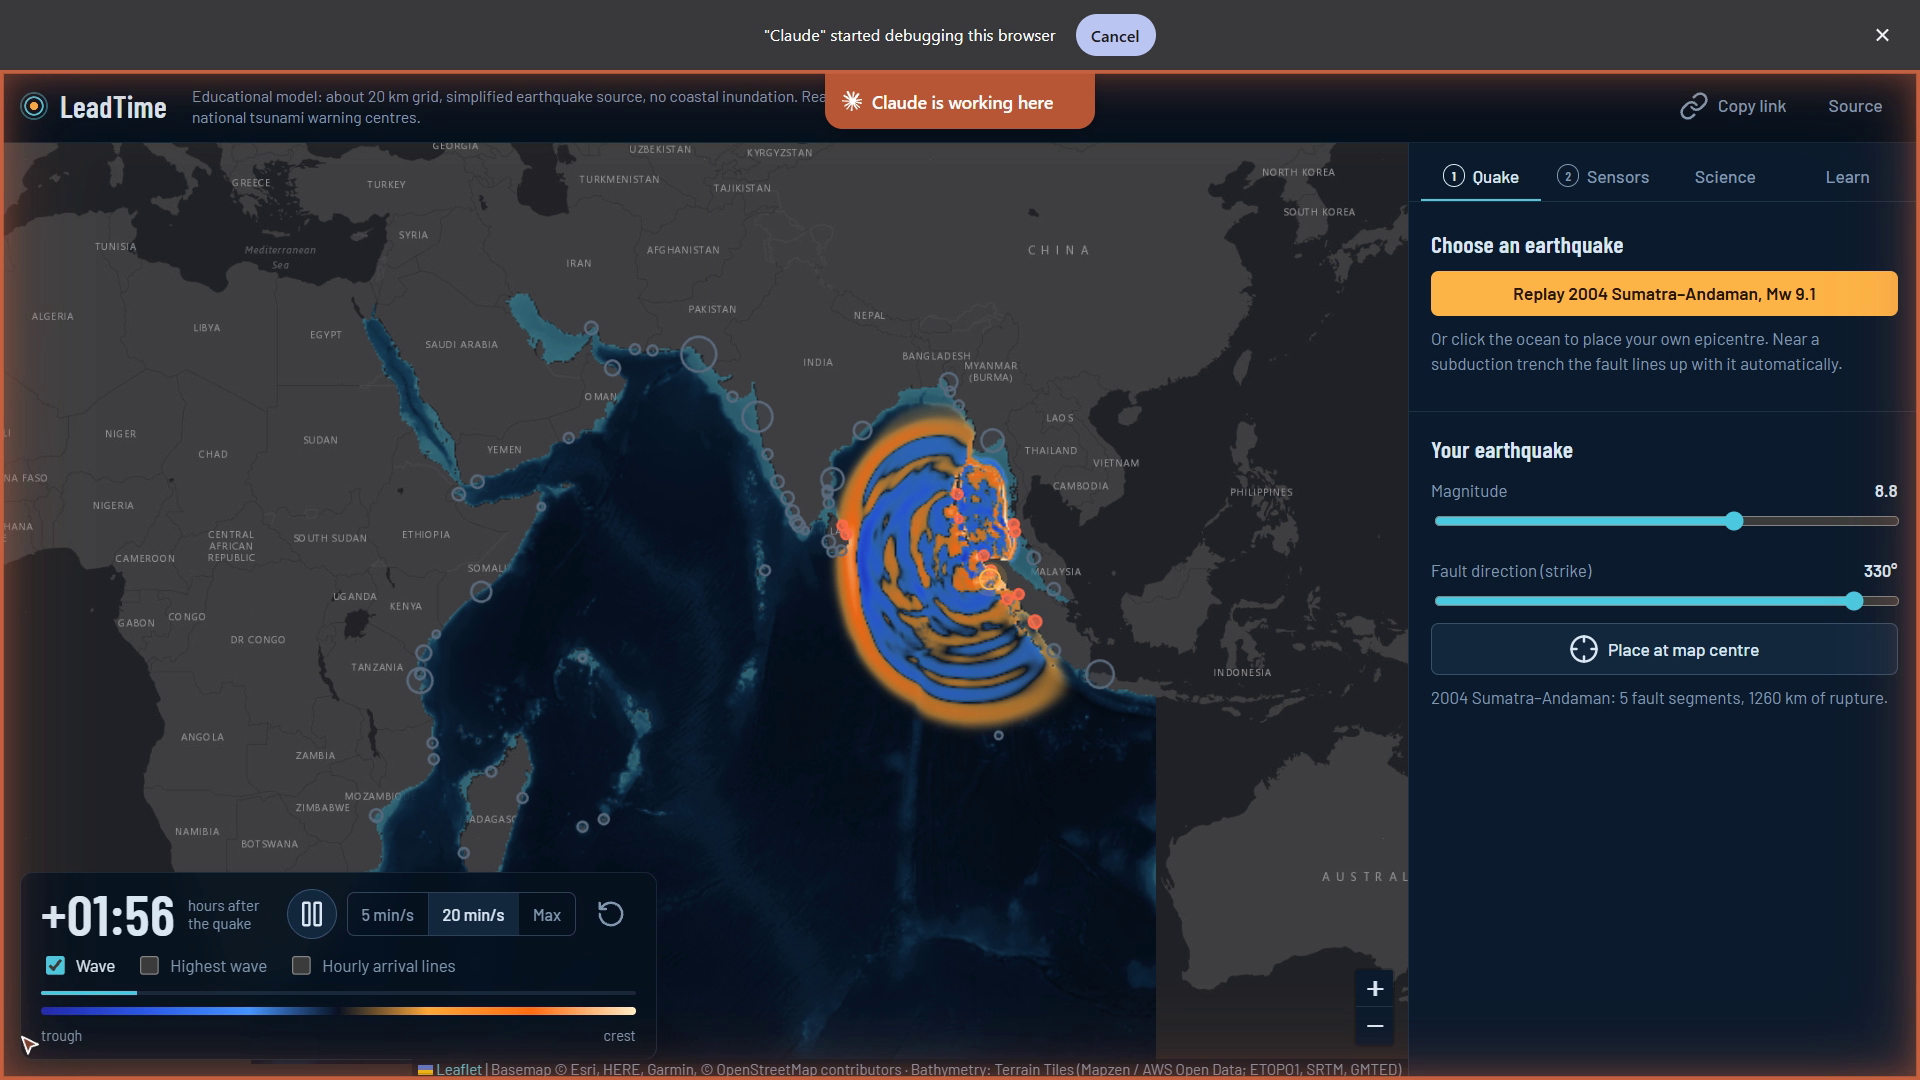 "Claude" started debugging this browser
Cancel
LeadTime
Educational model: about 20 km grid, simplified earthquake source, no coastal inundation.
national tsunami warning centres.
Claude is working here
Copy link
Source
1 Quake
2 Sensors
Science
Learn
Choose an earthquake
Replay 2004 Sumatra–Andaman, Mw 9.1
Or click the ocean to place your own epicentre. Near a
subduction trench the fault lines up with it automatically.
Your earthquake
Magnitude
8.8
Fault direction (strike)
330°
Place at map centre
2004 Sumatra–Andaman: 5 fault segments, 1260 km of rupture.
GEORGIA
UZBEKISTAN
KYRGYZSTAN
GREECE
TURKEY
TURKMENISTAN
TAJIKISTAN
NORTH KOREA
SOUTH KOREA
TUNISIA
Mediterranean
Sea
SYRIA
AFGHANISTAN
CHINA
IRAN
ALGERIA
LIBYA
EGYPT
PAKISTAN
NEPAL
SAUDI ARABIA
INDIA
BANGLADESH
MYANMAR
(BURMA)
OMAN
LAOS
NIGER
CHAD
SUDAN
YEMEN
THAILAND
VIETNAM
NA FASO
CAMBODIA
PHILIPPINES
NIGERIA
HANA
CENTRAL
AFRICAN
REPUBLIC
SOUTH SUDAN
ETHIOPIA
CAMEROON
SOMALI
MALAYSIA
UGANDA
KENYA
GABON
CONGO
DR CONGO
TANZANIA
INDONESIA
ANGOLA
ZAMBIA
MOZAMBIC
ZIMBABWE
ADAGASC
NAMIBIA
BOTSWANA
AUSTRAL
+01:56
hours after
the quake
5 min/s
20 min/s
Max
Wave
Highest wave
Hourly arrival lines
trough
crest
+
−
Leaflet | Basemap © Esri, HERE, Garmin, © OpenStreetMap contributors · Bathymetry: Terrain Tiles (Mapzen / AWS Open Data; ETOPO1, SRTM, GMTED)